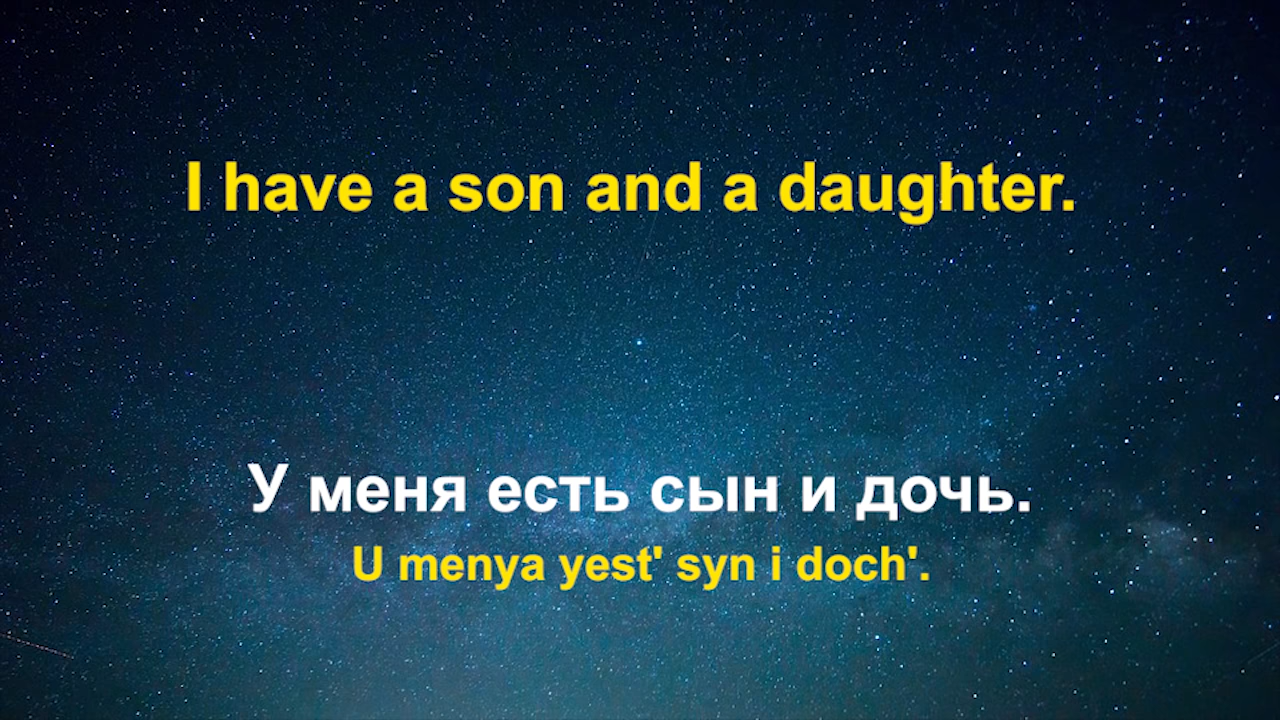 I have a son and a daughter.
У меня есть сын и дочь.
U menya yest' syn i doch'.